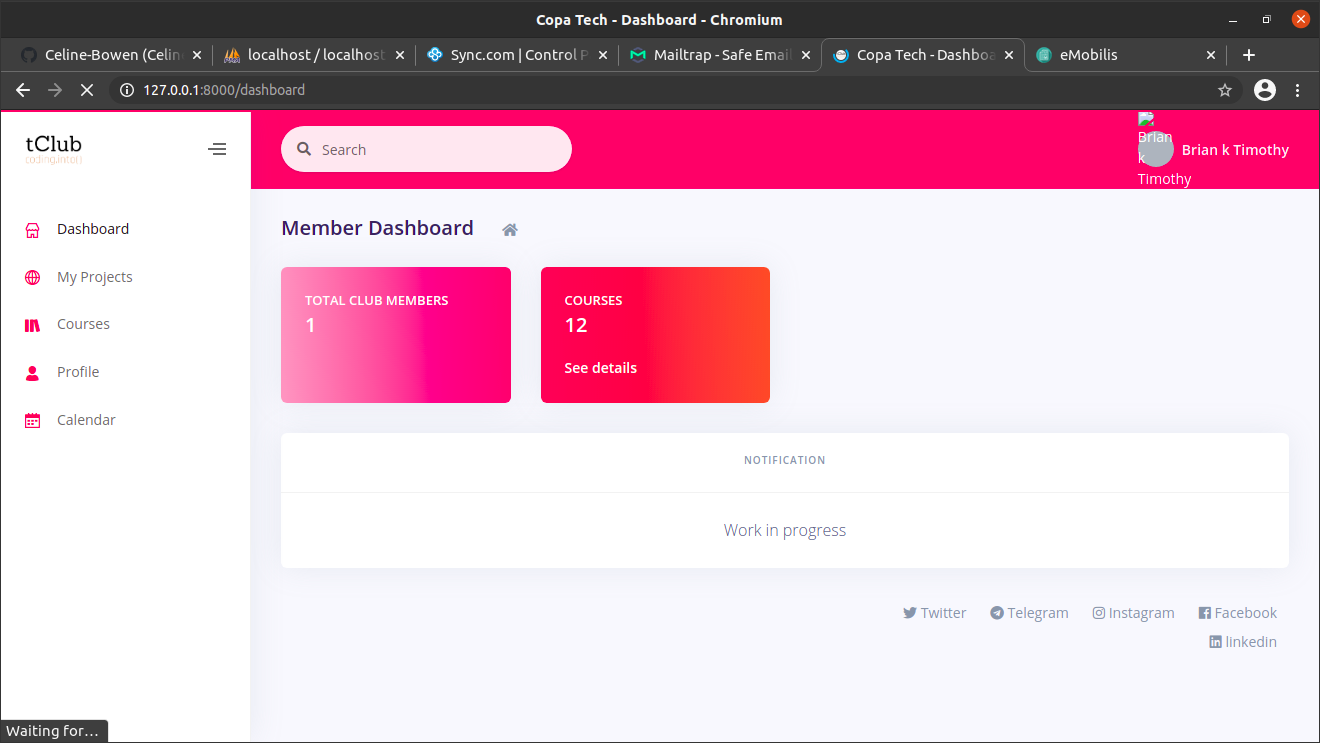 Copa Tech - Dashboard - Chromium
Celine-Bowen (Celin
localhost / localhost
Sync.com | Control P
Mailtrap - Safe Email
Copa Tech - Dashboa
eMobilis
127.0.0.1:8000/dashboard
tClub
coding.into()
Search
Brian
k
Timothy
Brian k Timothy
Dashboard
My Projects
Courses
Profile
Calendar
Member Dashboard
TOTAL CLUB MEMBERS
1
COURSES
12
See details
NOTIFICATION
Work in progress
Twitter Telegram Instagram Facebook
linkedin
Waiting for…